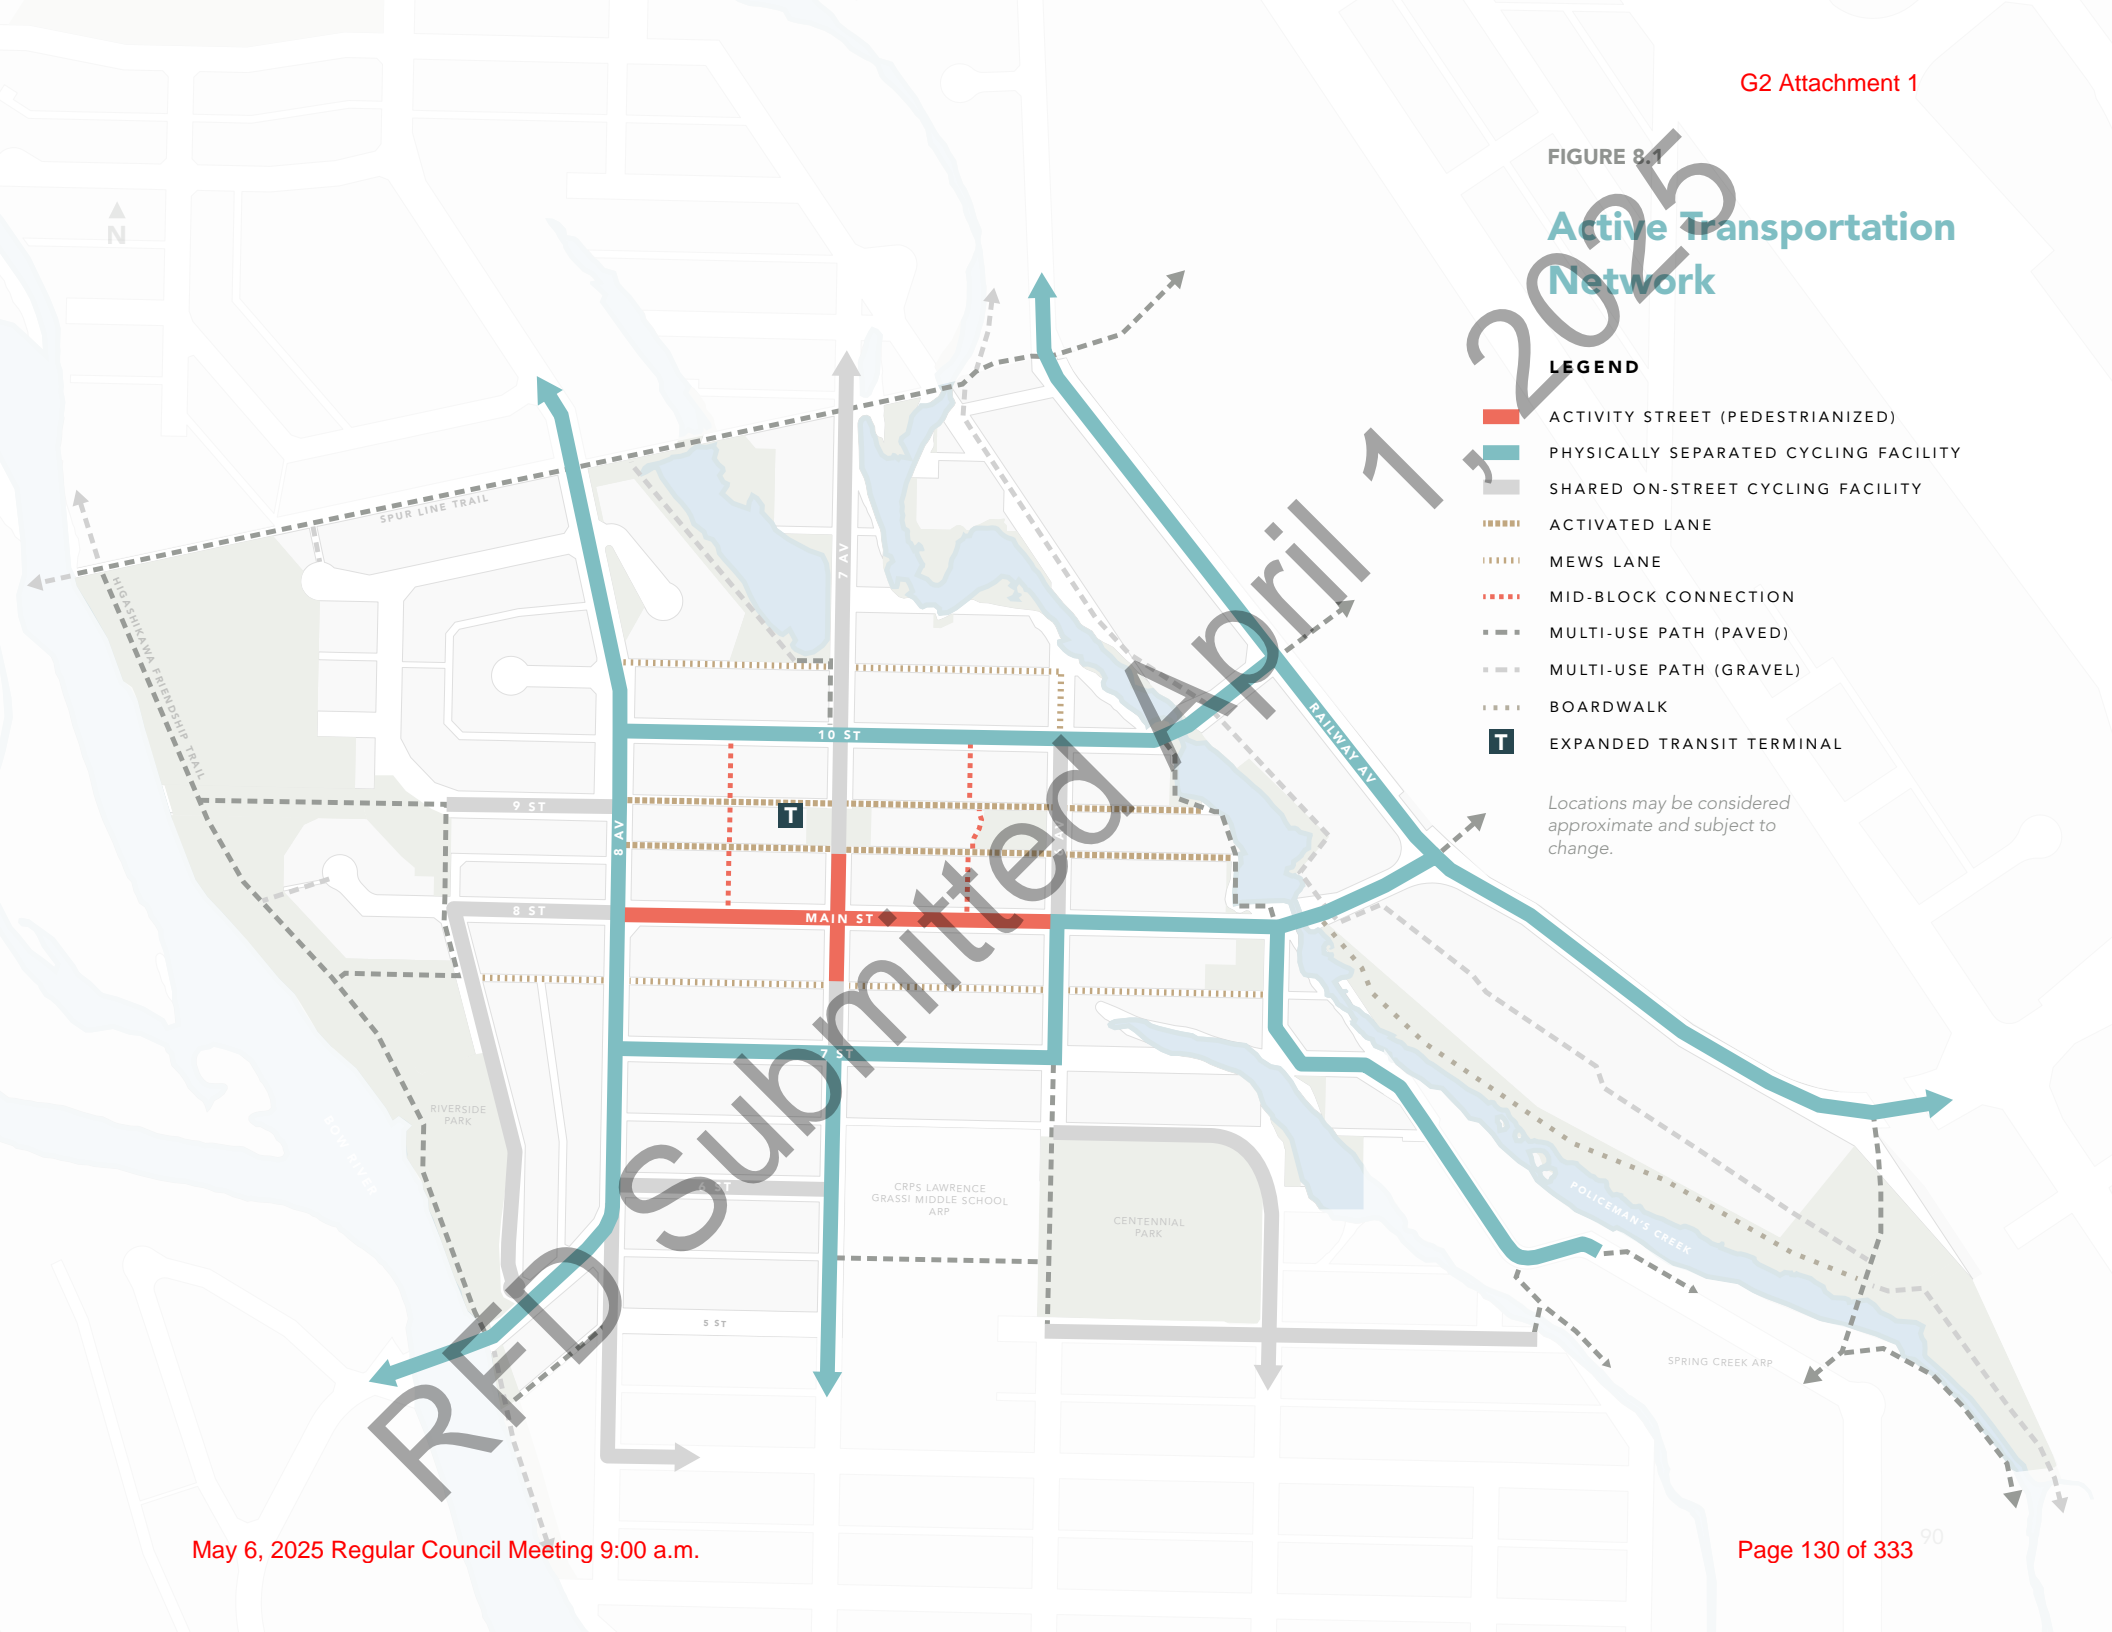 G2 Attachment 1
FIGURE 8.1
Active Transportation
Network
LEGEND
ACTIVITY STREET (PEDESTRIANIZED)
PHYSICALLY SEPARATED CYCLING FACILITY
SHARED ON-STREET CYCLING FACILITY
ACTIVATED LANE
MEWS LANE
MID-BLOCK CONNECTION
MULTI-USE PATH (PAVED)
MULTI-USE PATH (GRAVEL)
BOARDWALK
T EXPANDED TRANSIT TERMINAL
Locations may be considered
approximate and subject to
change.
N
SPUR LINE TRAIL
HIGASHIKAWA FRIENDSHIP TRAIL
7 AV
RAILWAY AV
10 ST
9 ST
T
8 AV
AV
8 ST
MAIN ST
7 ST
RIVERSIDE
PARK
BOW RIVER
6 ST
CRPS LAWRENCE
GRASSI MIDDLE SCHOOL
ARP
CENTENNIAL
PARK
POLICEMAN'S CREEK
5 ST
SPRING CREEK ARP
RFD Submitted April 1, 2025
90
May 6, 2025 Regular Council Meeting 9:00 a.m.
Page 130 of 333